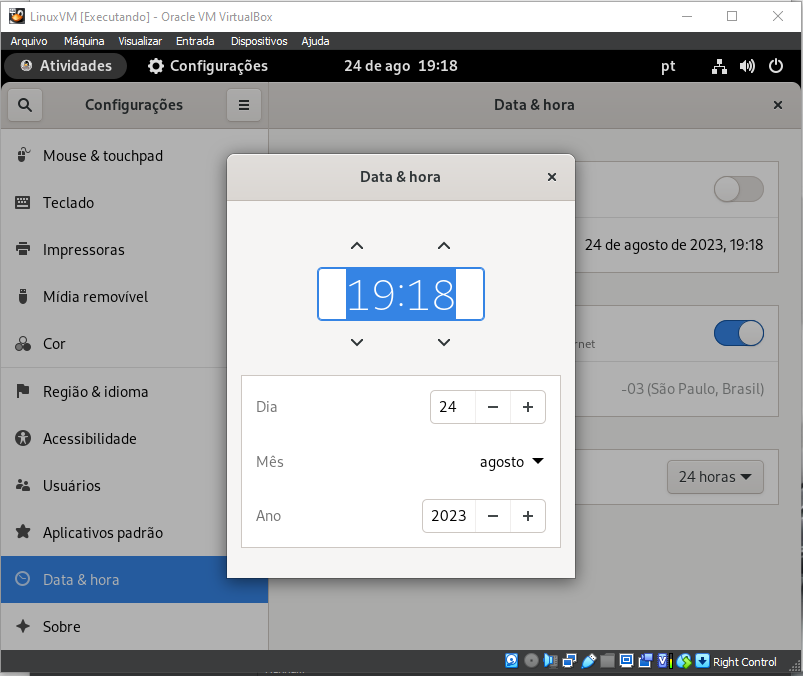 LinuxVM [Executando] - Oracle VM VirtualBox
Arquivo Máquina Visualizar Entrada Dispositivos Ajuda
Atividades Configurações 24 de ago 19:18 pt
Configurações
Data & hora
Mouse & touchpad
Teclado
Impressoras
Mídia removível
Cor
Região & idioma
Acessibilidade
Usuários
Aplicativos padrão
Data & hora
Sobre
Data & hora
19:18
Dia 24
Mês agosto
Ano 2023
24 de agosto de 2023, 19:18
-03 (São Paulo, Brasil)
24 horas
Right Control